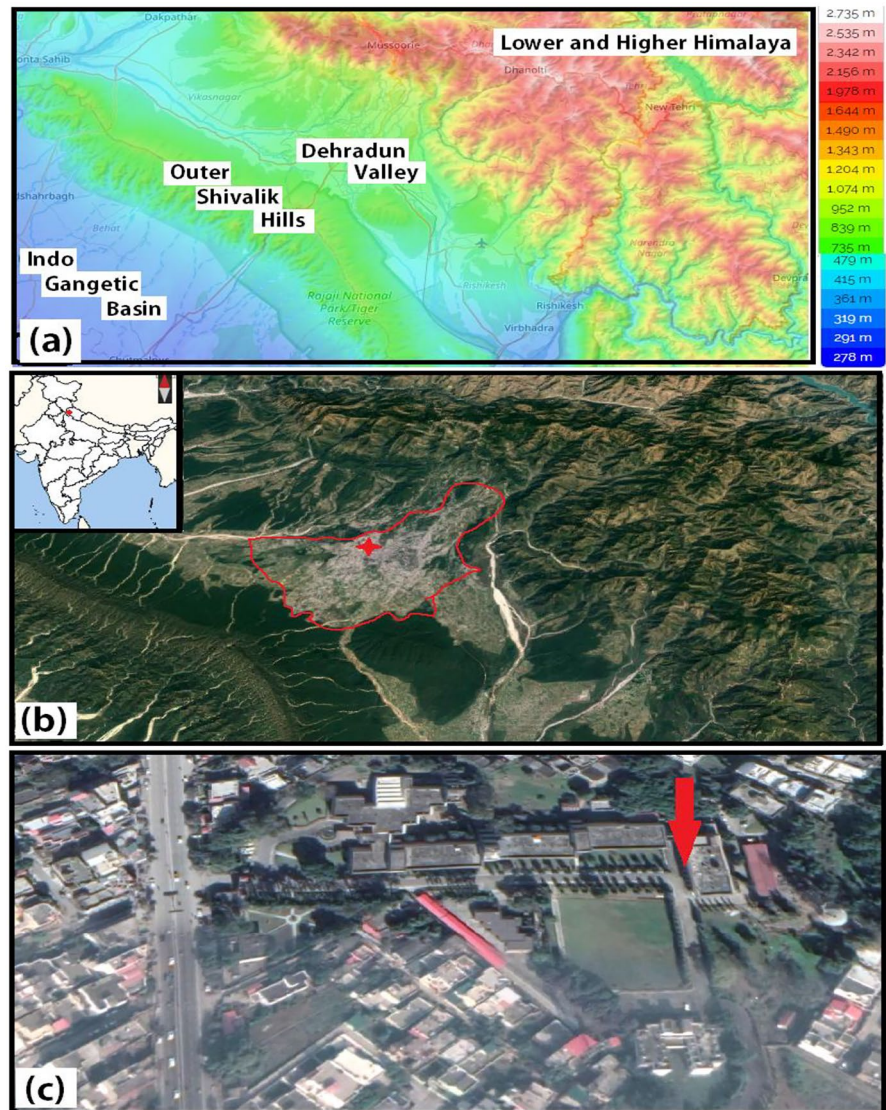 Dakpathar
onta Sahib
Mussoorie
Lower and Higher Himalaya
Dhanolti
Vikasnagar
New Tehri
Dehradun
Valley
Outer
Shivalik
Hills
dshahrbagh
Behat
Indo
Gangetic
Basin
Narendra
Nagar
Devpra
Rishikesh
Rishikesh
Rajaji National
Park/Tiger
Reserve
Virbhadra
Chutmalpur
(a)
2.735 m
2.535 m
2.342 m
2.156 m
1.978 m
1.644 m
1.490 m
1.343 m
1.204 m
1.074 m
952 m
839 m
735 m
479 m
415 m
361 m
319 m
291 m
278 m
(b)
(c)